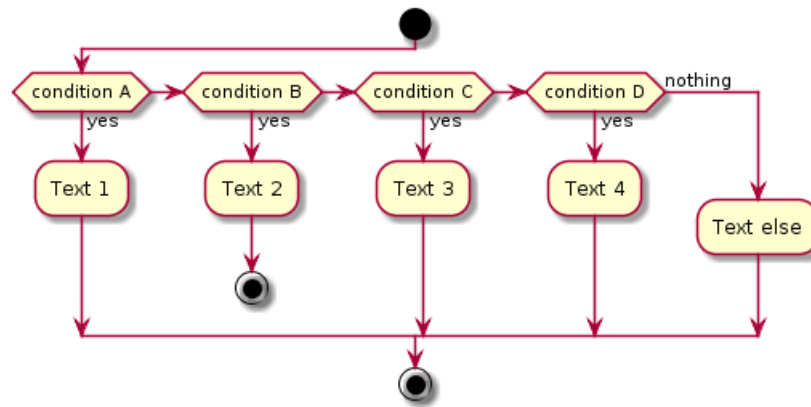 condition A
condition B
condition C
condition D
nothing
yes
yes
yes
yes
Text 1
Text 2
Text 3
Text 4
Text else